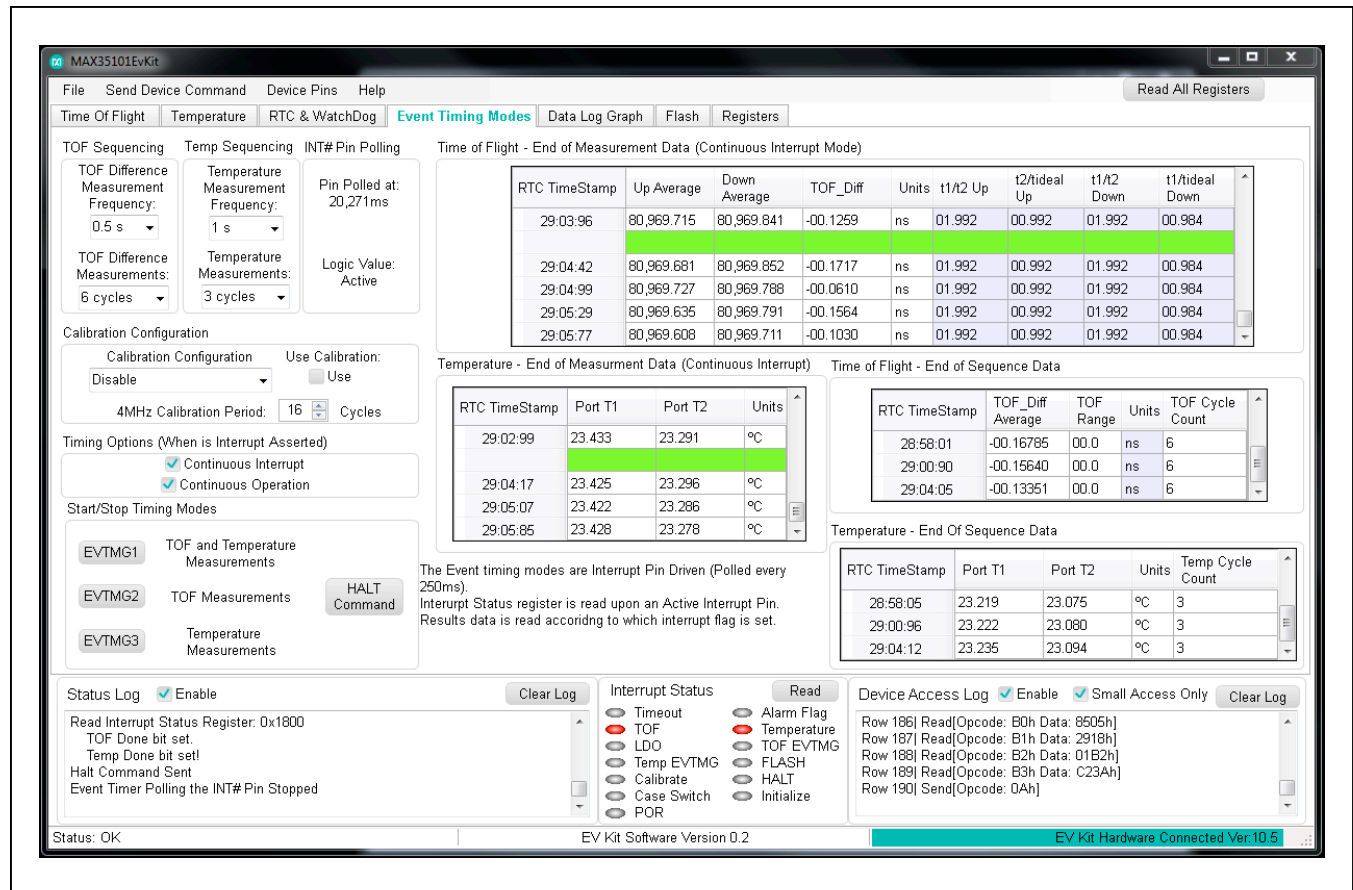 MAX35101EvKit
File Send Device Command Device Pins Help
Read All Registers
Time Of Flight Temperature RTC & WatchDog Event Timing Modes Data Log Graph Flash Registers
TOF Sequencing
TOF Difference
Measurement
Frequency:
0.5 s
TOF Difference
Measurements:
6 cycles
Temp Sequencing
Temperature
Measurement
Frequency:
1 s
Temperature
Measurements:
3 cycles
INT# Pin Polling
Pin Polled at:
20,271ms
Logic Value:
Active
Calibration Configuration
Calibration Configuration Use Calibration:
Disable Use
4MHz Calibration Period: 16 Cycles
Timing Options (When is Interrupt Asserted)
Continuous Interrupt
Continuous Operation
Start/Stop Timing Modes
EVTMG1 TOF and Temperature
Measurements
EVTMG2 TOF Measurements
HALT
Command
EVTMG3 Temperature
Measurements
Time of Flight - End of Measurement Data (Continuous Interrupt Mode)
RTC TimeStamp Up Average Down Average TOF_Diff Units t1/t2 Up t2/tideal Up t1/t2 Down t1/tideal Down
29:03:96 80,969.715 80,969.841 -00.1259 ns 01.992 00.992 01.992 00.984
29:04:42 80,969.681 80,969.852 -00.1717 ns 01.992 00.992 01.992 00.984
29:04:99 80,969.727 80,969.788 -00.0610 ns 01.992 00.992 01.992 00.984
29:05:29 80,969.635 80,969.791 -00.1564 ns 01.992 00.992 01.992 00.984
29:05:77 80,969.608 80,969.711 -00.1030 ns 01.992 00.992 01.992 00.984
Temperature - End of Measurment Data (Continuous Interrupt)
RTC TimeStamp Port T1 Port T2 Units
29:02:99 23.433 23.291 ºC
29:04:17 23.425 23.296 ºC
29:05:07 23.422 23.286 ºC
29:05:85 23.428 23.278 ºC
The Event timing modes are Interrupt Pin Driven (Polled every
250ms).
Interupt Status register is read upon an Active Interrupt Pin.
Results data is read accoridng to which interrupt flag is set.
Time of Flight - End of Sequence Data
RTC TimeStamp TOF_Diff Average TOF Range Units TOF Cycle Count
28:58:01 -00.16785 00.0 ns 6
29:00:90 -00.15640 00.0 ns 6
29:04:05 -00.13351 00.0 ns 6
Temperature - End Of Sequence Data
RTC TimeStamp Port T1 Port T2 Units Temp Cycle Count
28:58:05 23.219 23.075 ºC 3
29:00:96 23.222 23.080 ºC 3
29:04:12 23.235 23.094 ºC 3
Status Log Enable Clear Log
Read Interrupt Status Register: 0x1800
TOF Done bit set.
Temp Done bit set!
Halt Command Sent
Event Timer Polling the INT# Pin Stopped
Interrupt Status Read
Timeout Alarm Flag
TOF Temperature
LDO TOF EVTMG
Temp EVTMG FLASH
Calibrate HALT
Case Switch Initialize
POR
Device Access Log Enable Small Access Only Clear Log
Row 186| Read[Opcode: B0h Data: 8505h]
Row 187| Read[Opcode: B1h Data: 2918h]
Row 188| Read[Opcode: B2h Data: 01B2h]
Row 189| Read[Opcode: B3h Data: C23Ah]
Row 190| Send[Opcode: 0Ah]
Status: OK EV Kit Software Version 0.2 EV Kit Hardware Connected Ver:10.5